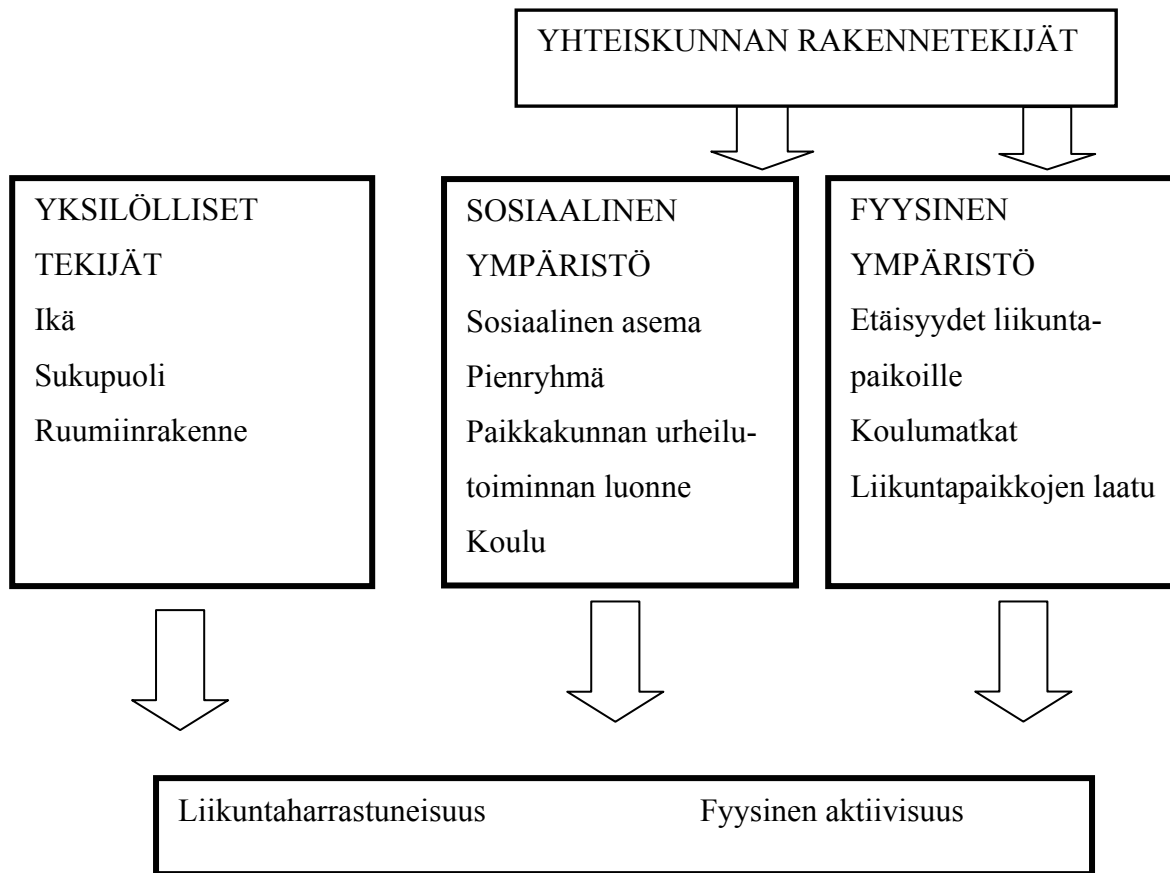 YHTEISKUNNAN RAKENNETEKIJÄT
YKSILÖLLISET
TEKIJÄT
Ikä
Sukupuoli
Ruumiinrakenne
SOSIAALINEN
YMPÄRISTÖ
Sosiaalinen asema
Pienryhmä
Paikkakunnan urheilu-
toiminnan luonne
Koulu
FYYSINEN
YMPÄRISTÖ
Etäisyydet liikunta-
paikoille
Koulumatkat
Liikuntapaikkojen laatu
Liikuntaharrastuneisuus Fyysinen aktiivisuus